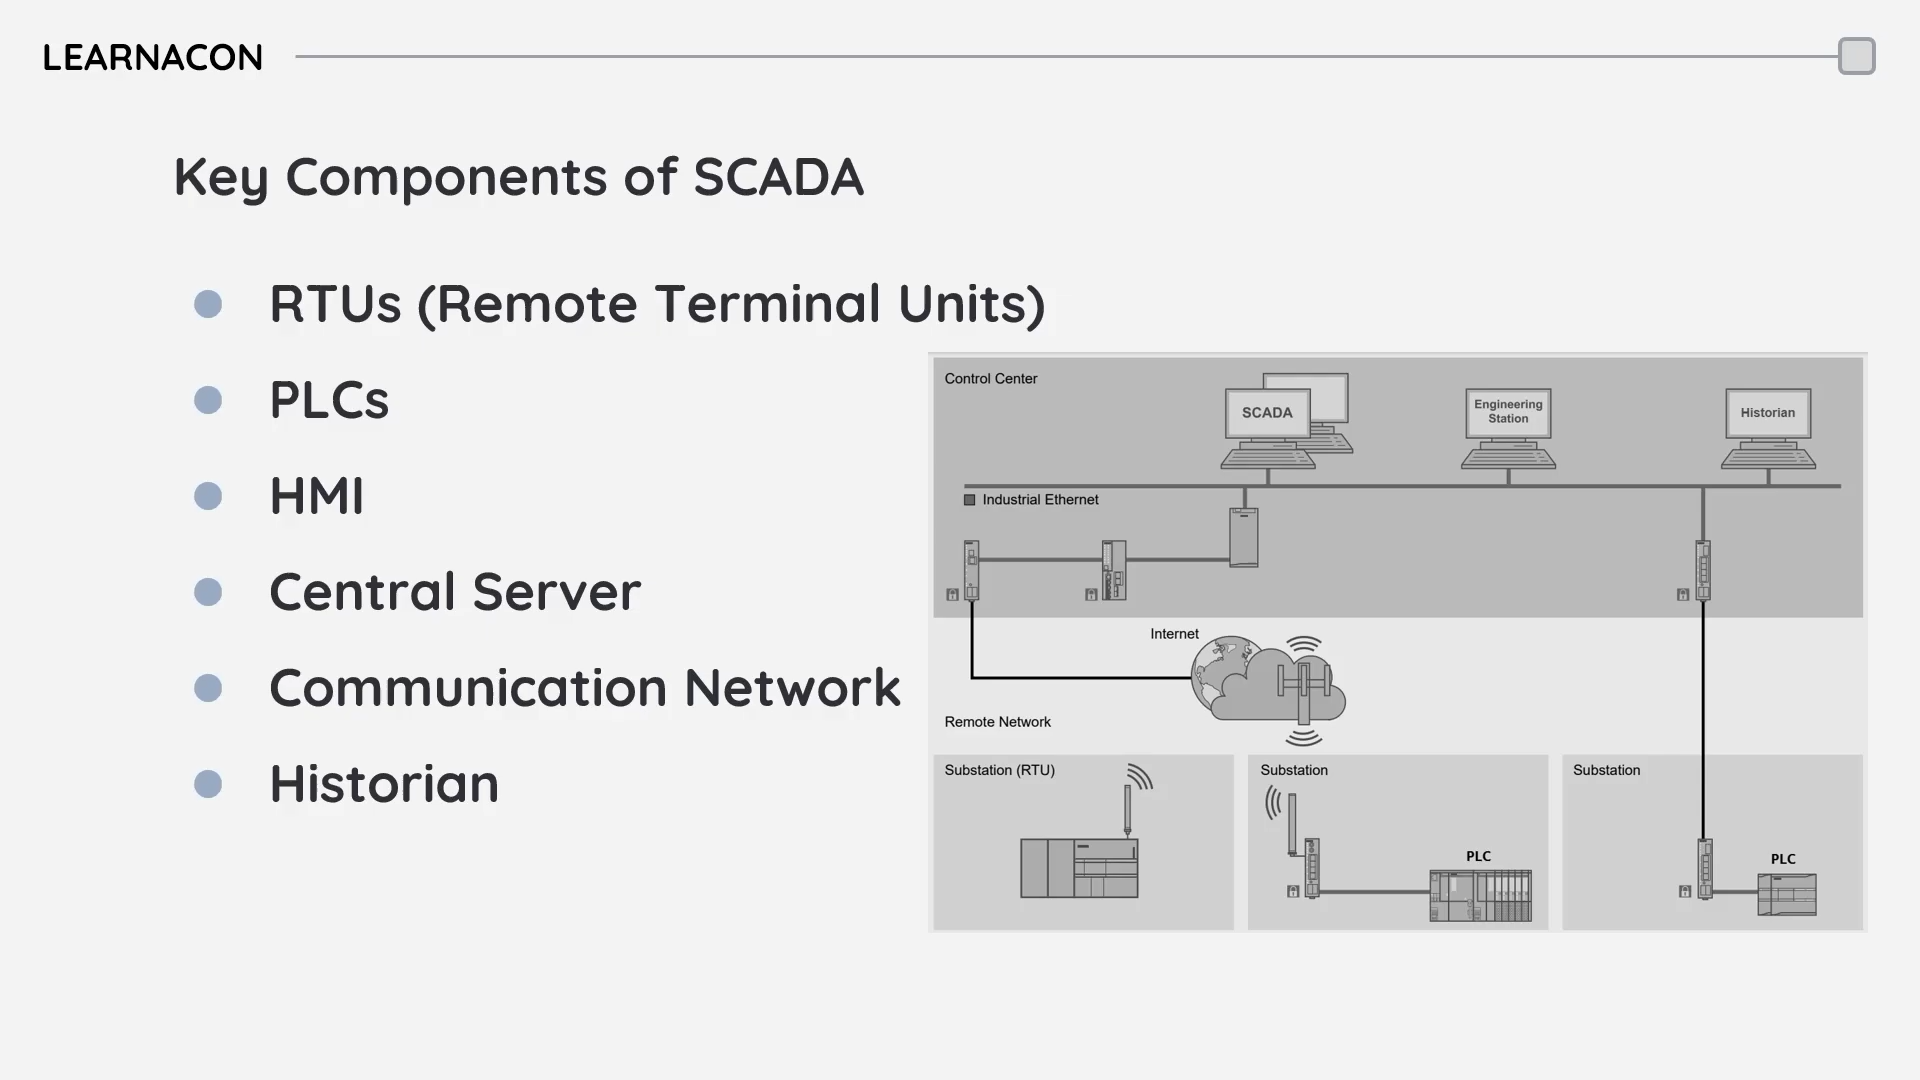 LEARNACON
Key Components of SCADA
RTUs (Remote Terminal Units)
PLCs
HMI
Central Server
Communication Network
Historian
Control Center
SCADA
Engineering
Station
Historian
Industrial Ethernet
Internet
Remote Network
Substation (RTU)
Substation
PLC
Substation
PLC